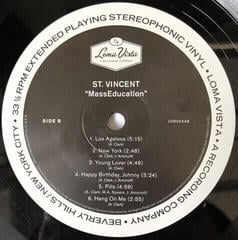 33⅓ RPM EXTENDED PLAYING STEREOPHONIC VINYL • LOMA VISTA • A RECORDING COMPANY • BEVERLY HILLS/NEW YORK CITY •
Loma Vista
ST. VINCENT
"MassEducation"
SIDE B
LVR00448
1. Los Ageless (5:15)
(A. Clark)
2. New York (2:48)
(A. Clark, J. Antonoff)
3. Young Lover (4:49)
(A. Clark)
4. Happy Birthday, Johnny (3:24)
(A. Clark, J. Antonoff)
5. Pills (4:59)
(A. Clark, M.A. Spears, J. Antonoff)
6. Hang On Me (2:55)
(A. Clark)